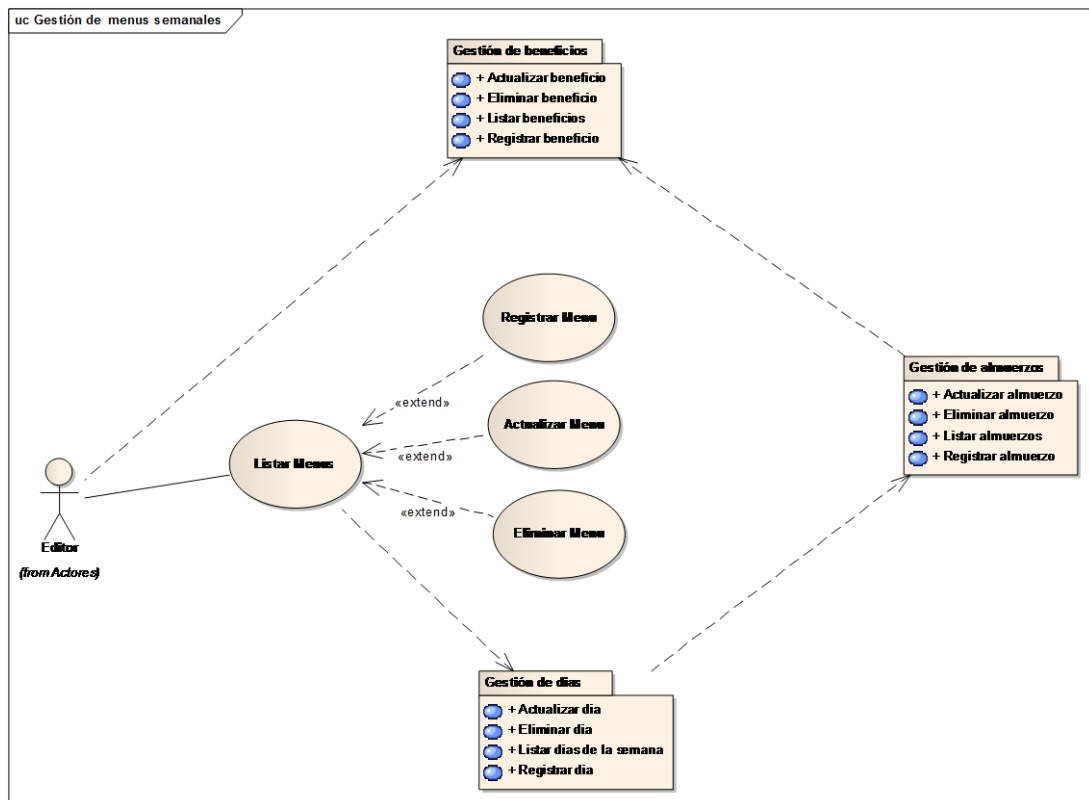 uc Gestión de menus semanales
Gestión de beneficios
+ Actualizar beneficio
+ Eliminar beneficio
+ Listar beneficios
+ Registrar beneficio
Registrar Menu
«extend»
Actualizar Menu
«extend»
Listar Menus
«extend»
Eliminar Menu
Editor
(from Actores)
Gestión de almuerzos
+ Actualizar almuerzo
+ Eliminar almuerzo
+ Listar almuerzos
+ Registrar almuerzo
Gestión de dias
+ Actualizar dia
+ Eliminar dia
+ Listar dias de la semana
+ Registrar dia